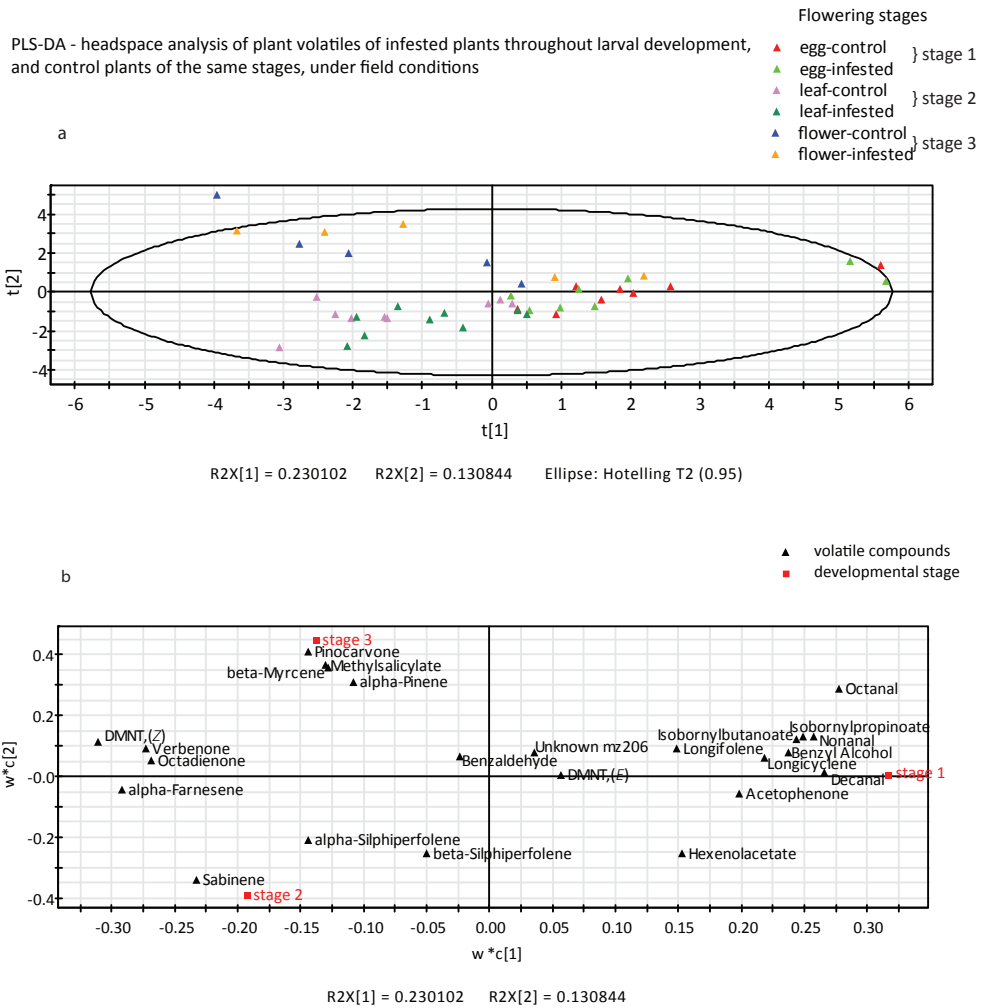 Flowering stages
PLS-DA - headspace analysis of plant volatiles of infested plants throughout larval development,
and control plants of the same stages, under field conditions
egg-control
egg-infested
} stage 1
leaf-control
leaf-infested
} stage 2
flower-control
flower-infested
} stage 3
a
t[2]
4
2
0
-2
-4
-6 -5 -4 -3 -2 -1 0 1 2 3 4 5 6
t[1]
R2X[1] = 0.230102 R2X[2] = 0.130844 Ellipse: Hotelling T2 (0.95)
volatile compounds
developmental stage
b
w*c[2]
0.4
0.2
-0.0
-0.2
-0.4
stage 3
Pinocarvone
beta-Myrcene
Methylsalicylate
alpha-Pinene
Octanal
DMNT,(Z)
Verbenone
Octadienone
alpha-Farnesene
Benzaldehyde
Unknown mz206
DMNT,(E)
Isobornylpropinoate
Isobornylbutanoate
Nonanal
Longifolene
Benzyl Alcohol
Longicyclene
Decanal
stage 1
Acetophenone
alpha-Silphiperfolene
beta-Silphiperfolene
Hexenolacetate
Sabinene
stage 2
-0.30 -0.25 -0.20 -0.15 -0.10 -0.05 0.00 0.05 0.10 0.15 0.20 0.25 0.30
w *c[1]
R2X[1] = 0.230102 R2X[2] = 0.130844